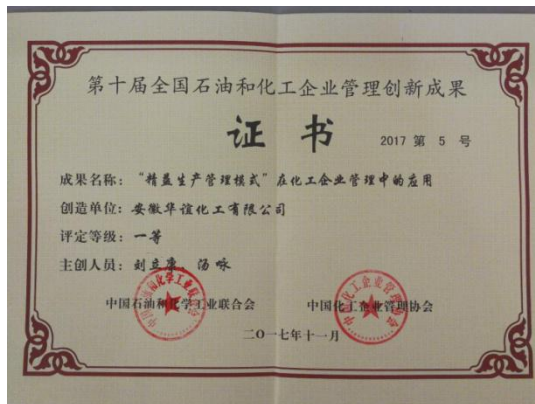 第十届全国石油和化工企业管理创新成果
证书
2017 第 5 号
成果名称：“精益生产管理模式”在化工企业管理中的应用
创造单位：安徽华谊化工有限公司
评定等级：一等
主创人员：刘立康 汤咏
中国石油和化学工业联合会 中国化工企业管理协会
二〇一七年十一月